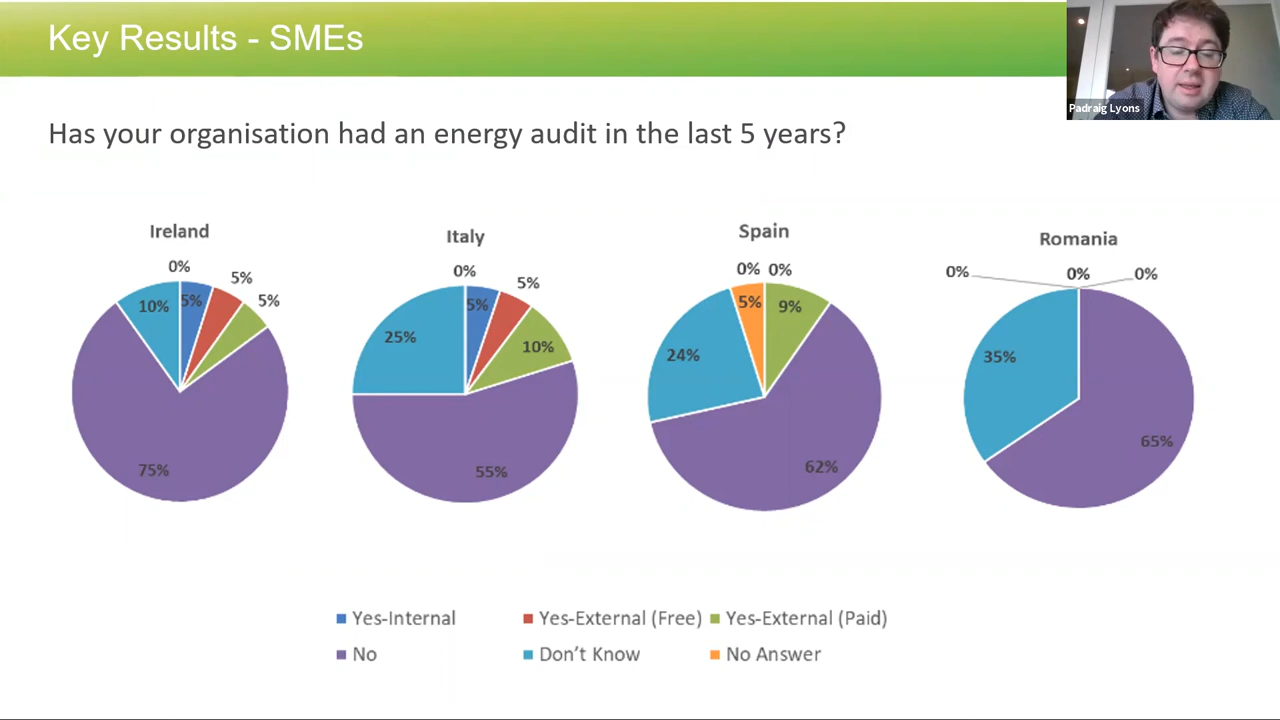 Key Results - SMEs
Padraig Lyons
Has your organisation had an energy audit in the last 5 years?
Ireland
0%
5%
5%
5%
10%
75%
Italy
0%
5%
5%
10%
25%
55%
Spain
0% 0%
5%
9%
24%
62%
Romania
0%
0%
0%
35%
65%
Yes-Internal
Yes-External (Free)
Yes-External (Paid)
No
Don't Know
No Answer